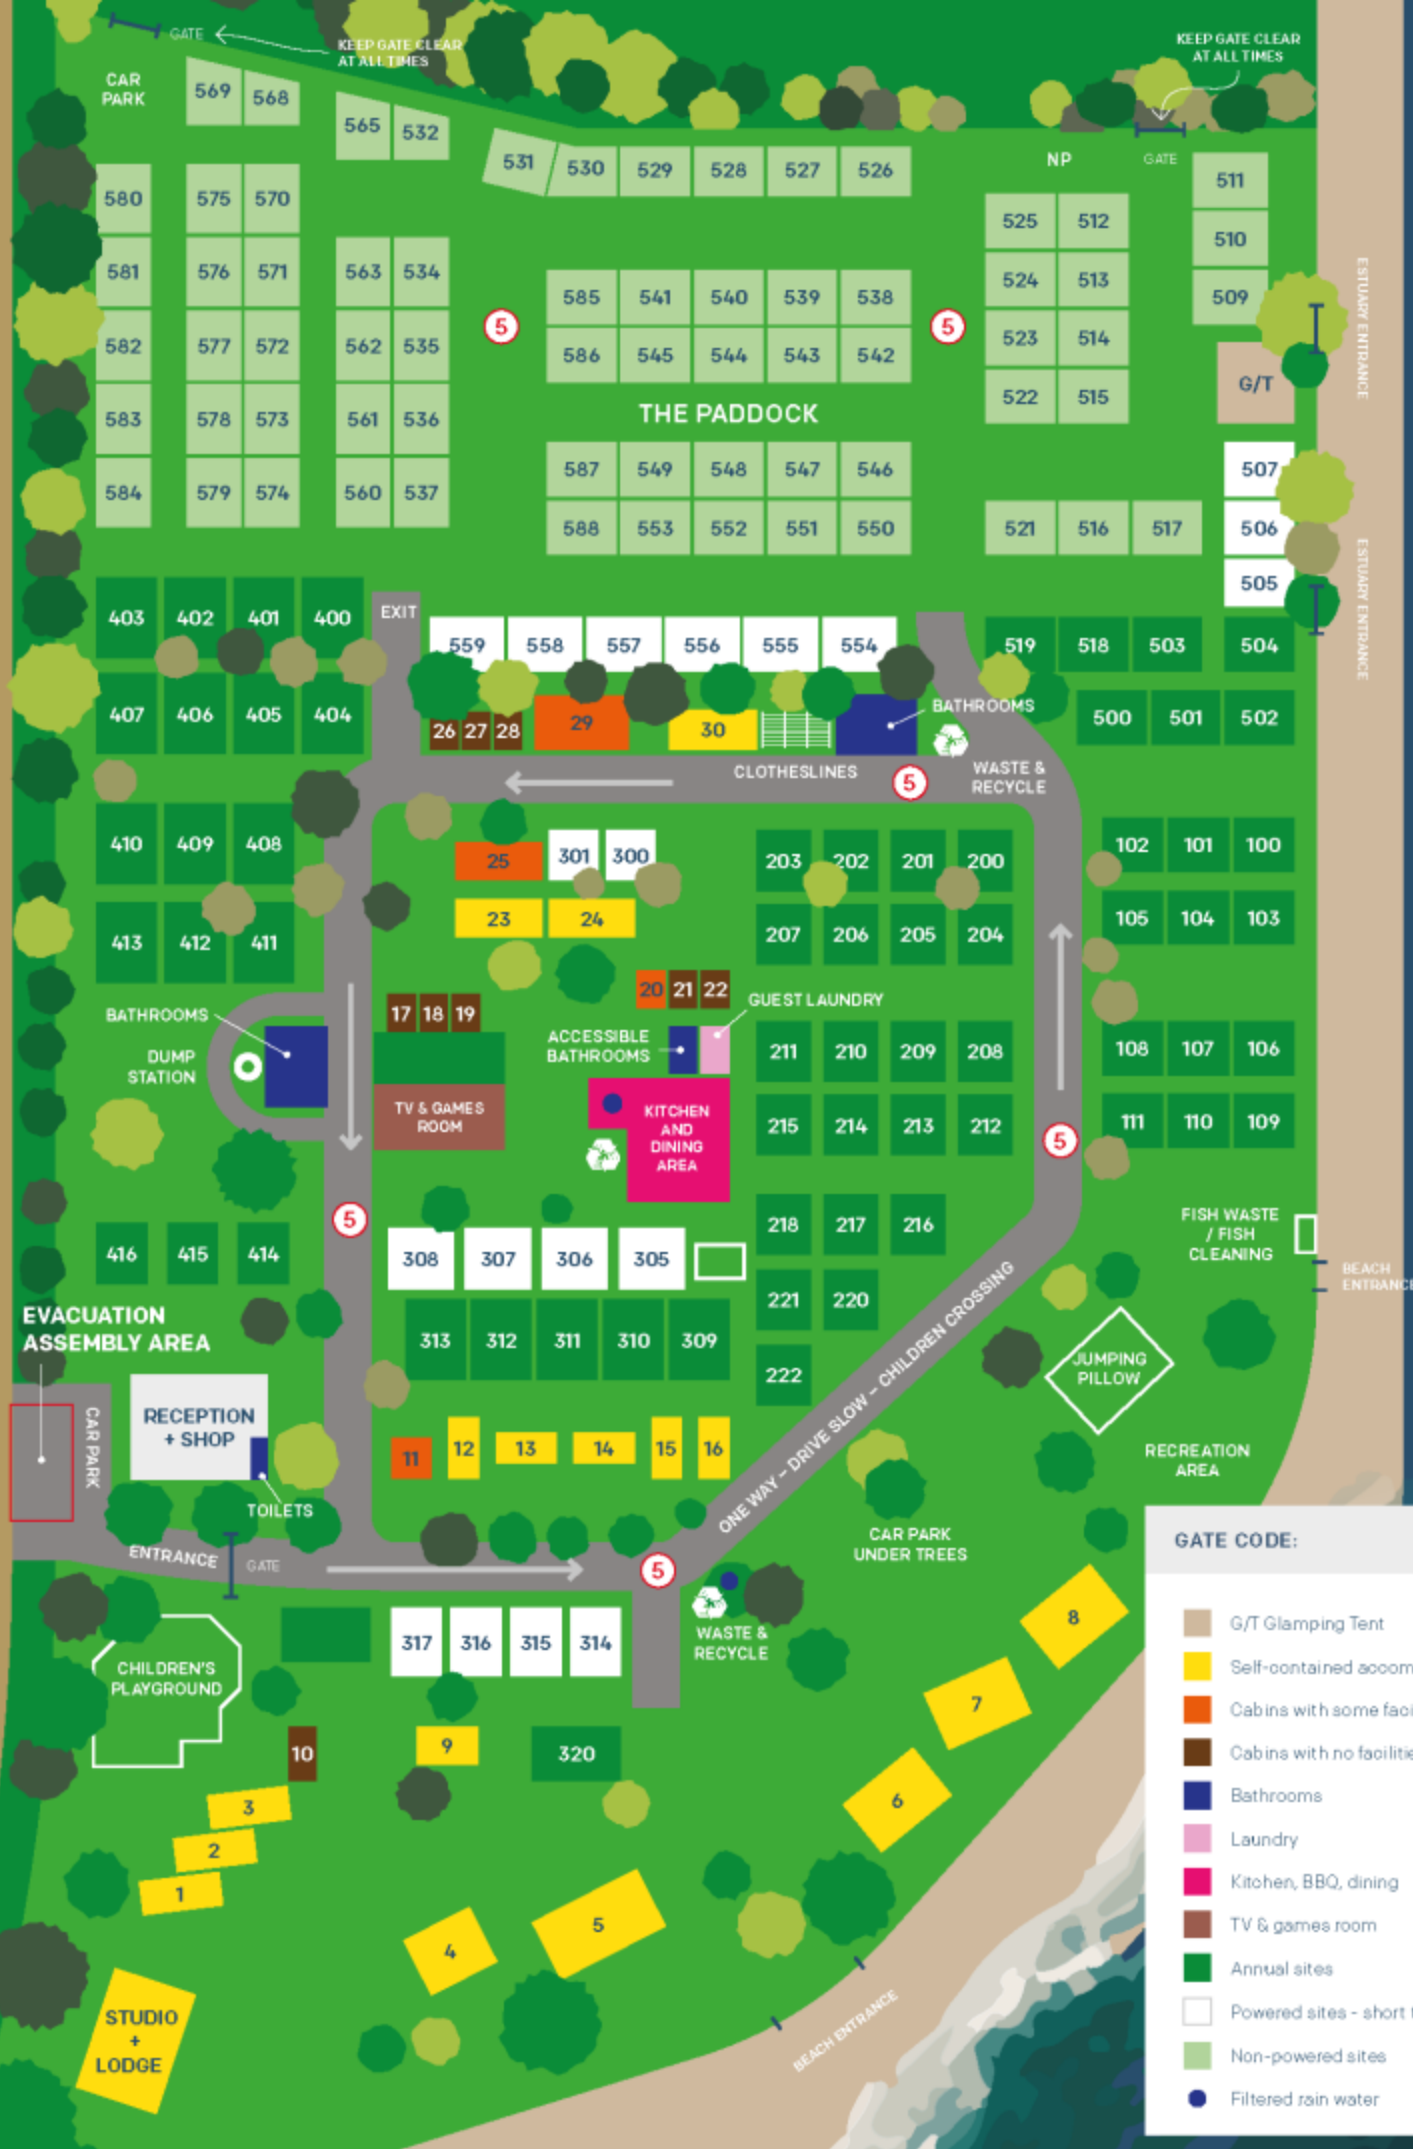 GATE
KEEP GATE CLEAR
AT ALL TIMES
KEEP GATE CLEAR
AT ALL TIMES
CAR
PARK
569 568
565 532
531 530 529 528 527 526
NP
GATE
511
580 575 570
525 512
510
581 576 571 563 534
524 513
509
585 541 540 539 538
5
5
ESTUARY ENTRANCE
582 577 572 562 535
586 545 544 543 542
523 514
G/T
522 515
THE PADDOCK
583 578 573 561 536
587 549 548 547 546
507
584 579 574 560 537
588 553 552 551 550
521 516 517
506
505
ESTUARY ENTRANCE
403 402 401 400
EXIT
559 558 557 556 555 554
519 518 503 504
407 406 405 404
26 27 28 29 30
BATHROOMS
500 501 502
CLOTHESLINES
5
WASTE &
RECYCLE
410 409 408
25 301 300
203 202 201 200
102 101 100
23 24
413 412 411
207 206 205 204
105 104 103
20 21 22
GUEST LAUNDRY
17 18 19
BATHROOMS
DUMP
STATION
ACCESSIBLE
BATHROOMS
211 210 209 208
108 107 106
TV & GAMES
ROOM
KITCHEN
AND
DINING
AREA
215 214 213 212
5
111 110 109
5
416 415 414
308 307 306 305
218 217 216
FISH WASTE
/ FISH
CLEANING
BEACH
ENTRANCE
221 220
EVACUATION
ASSEMBLY AREA
313 312 311 310 309
222
ONE WAY – DRIVE SLOW – CHILDREN CROSSING
JUMPING
PILLOW
CAR PARK
RECEPTION
+ SHOP
11 12 13 14 15 16
RECREATION
AREA
TOILETS
CAR PARK
UNDER TREES
ENTRANCE
GATE
5
317 316 315 314
WASTE &
RECYCLE
CHILDREN'S
PLAYGROUND
8
7
10
9
320
6
3
2
1
4
5
STUDIO
+
LODGE
BEACH ENTRANCE
GATE CODE:
G/T Glamping Tent
Self-contained accom
Cabins with some faci
Cabins with no facilitie
Bathrooms
Laundry
Kitchen, BBQ, dining
TV & games room
Annual sites
Powered sites - short t
Non-powered sites
Filtered rain water